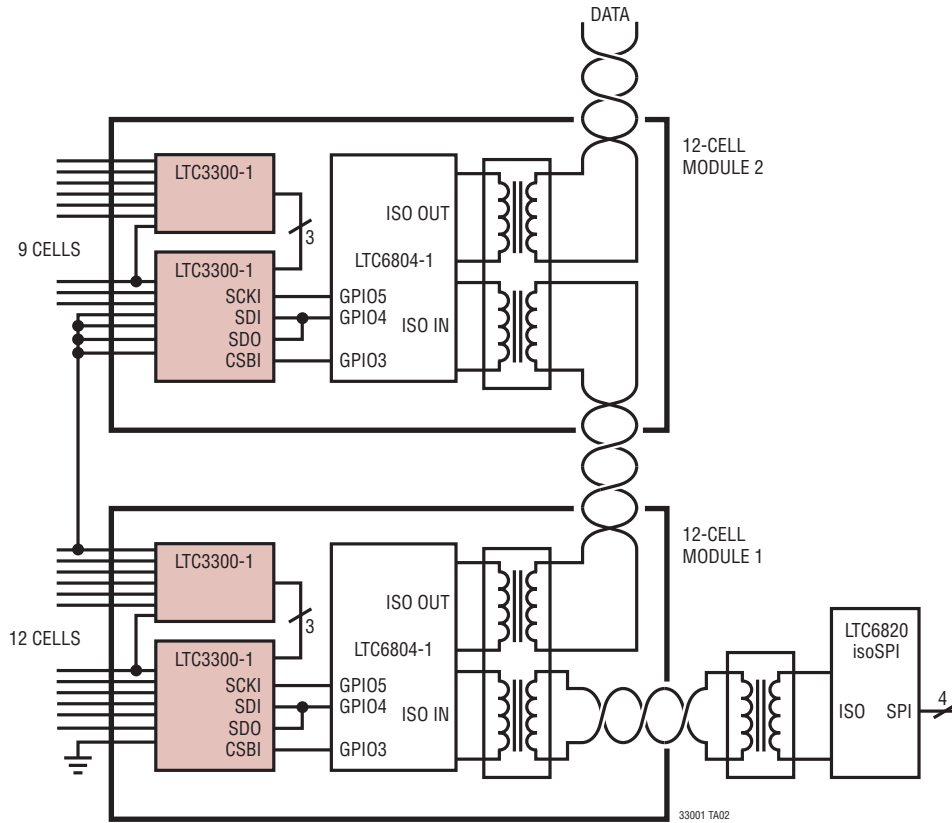 DATA
12-CELL
MODULE 2
LTC3300-1
3
9 CELLS
LTC3300-1
SCKI
SDI
SDO
CSBI
ISO OUT
LTC6804-1
GPIO5
GPIO4
ISO IN
GPIO3
12-CELL
MODULE 1
LTC3300-1
3
12 CELLS
LTC3300-1
SCKI
SDI
SDO
CSBI
ISO OUT
LTC6804-1
GPIO5
GPIO4
ISO IN
GPIO3
LTC6820
isoSPI
ISO SPI
4
33001 TA02